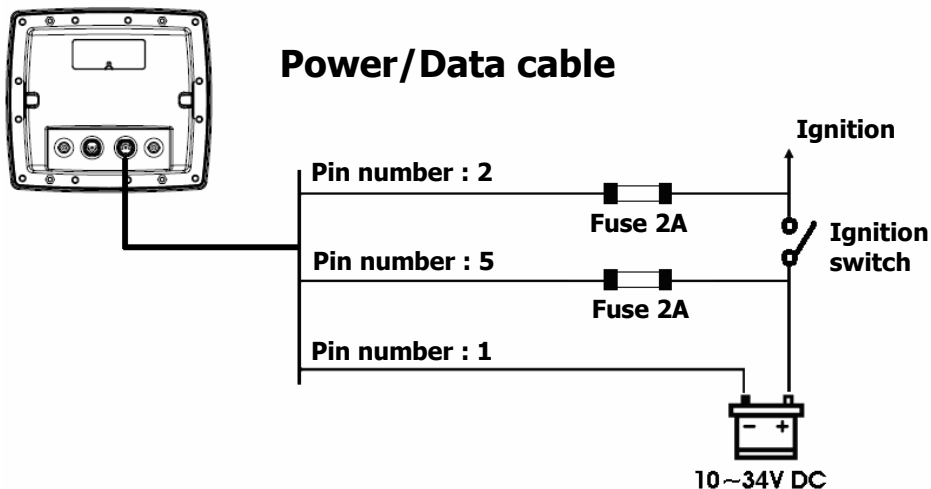 Power/Data cable
Ignition
Pin number : 2
Fuse 2A
Ignition
switch
Pin number : 5
Fuse 2A
Pin number : 1
- +
10~34V DC